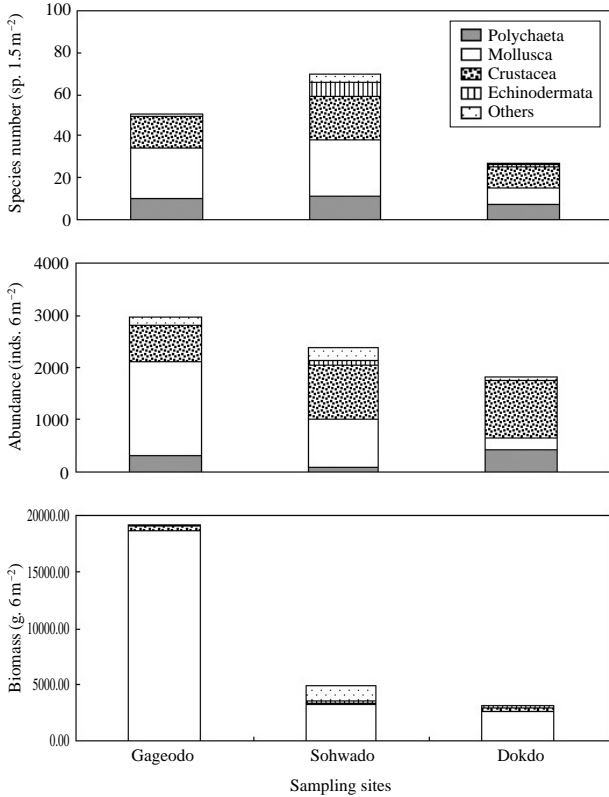 Species number (sp. 1.5 m⁻²)
100
80
60
40
20
0
Polychaeta
Mollusca
Crustacea
Echinodermata
Others
Abundance (inds. 6 m⁻²)
4000
3000
2000
1000
0
Biomass (g. 6 m⁻²)
20000.00
15000.00
10000.00
5000.00
0.00
Gageodo
Sohwado
Dokdo
Sampling sites